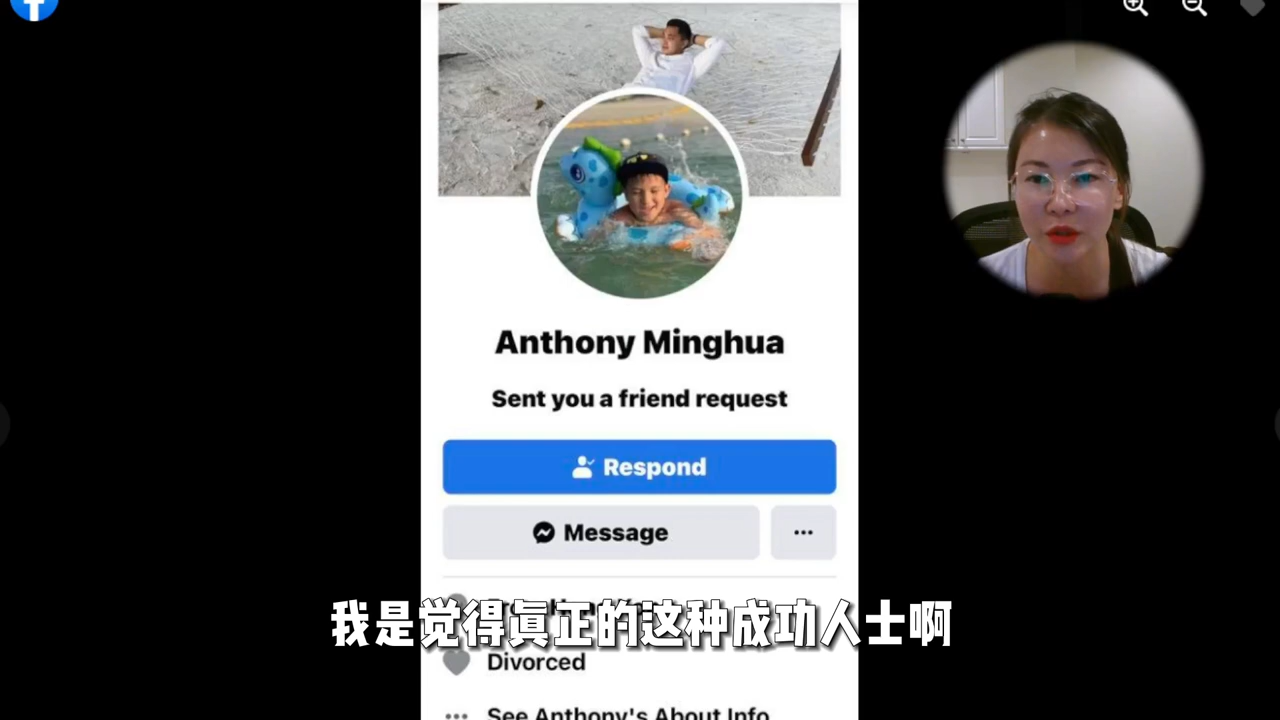 Anthony Minghua
Sent you a friend request
Respond
Message
我是觉得真正的这种成功人士啊
Divorced
See Anthony's About Info